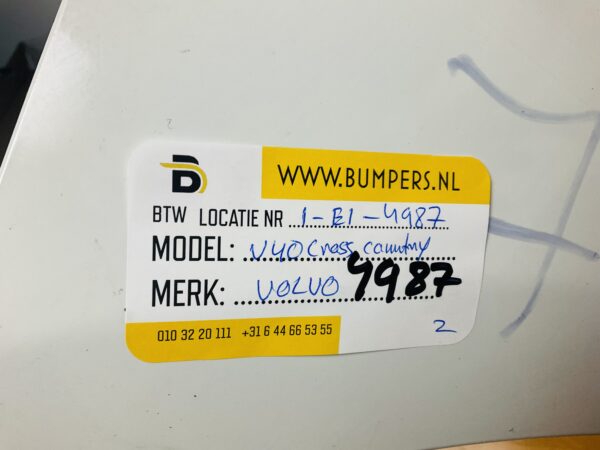 B
WWW.BUMPERS.NL
BTW LOCATIE NR 1-E1-4987
MODEL: V40 Cross country
MERK: VOLVO 4987
010 32 20 111 +31 6 44 66 53 55
2